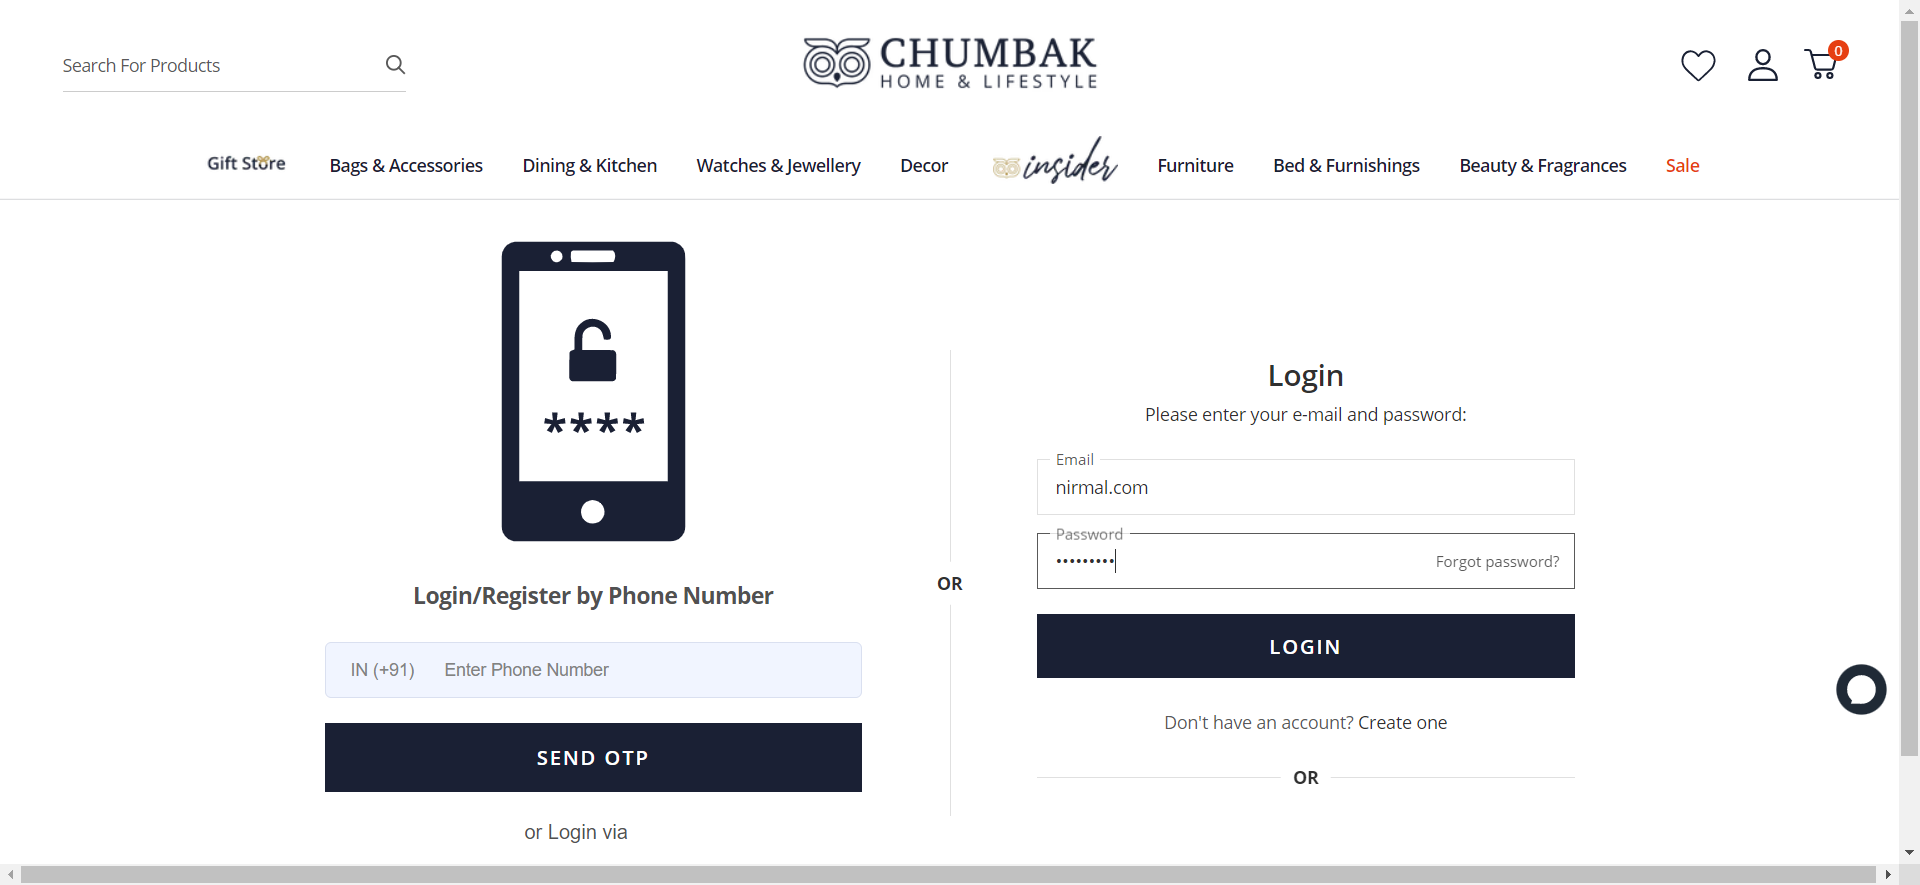 Search For Products
CHUMBAK
HOME & LIFESTYLE
0
Gift Store
Bags & Accessories
Dining & Kitchen
Watches & Jewellery
Decor
insider
Furniture
Bed & Furnishings
Beauty & Fragrances
Sale
****
Login/Register by Phone Number
IN (+91) Enter Phone Number
SEND OTP
or Login via
OR
Login
Please enter your e-mail and password:
Email
nirmal.com
Password
•••••••••
Forgot password?
LOGIN
Don't have an account? Create one
OR